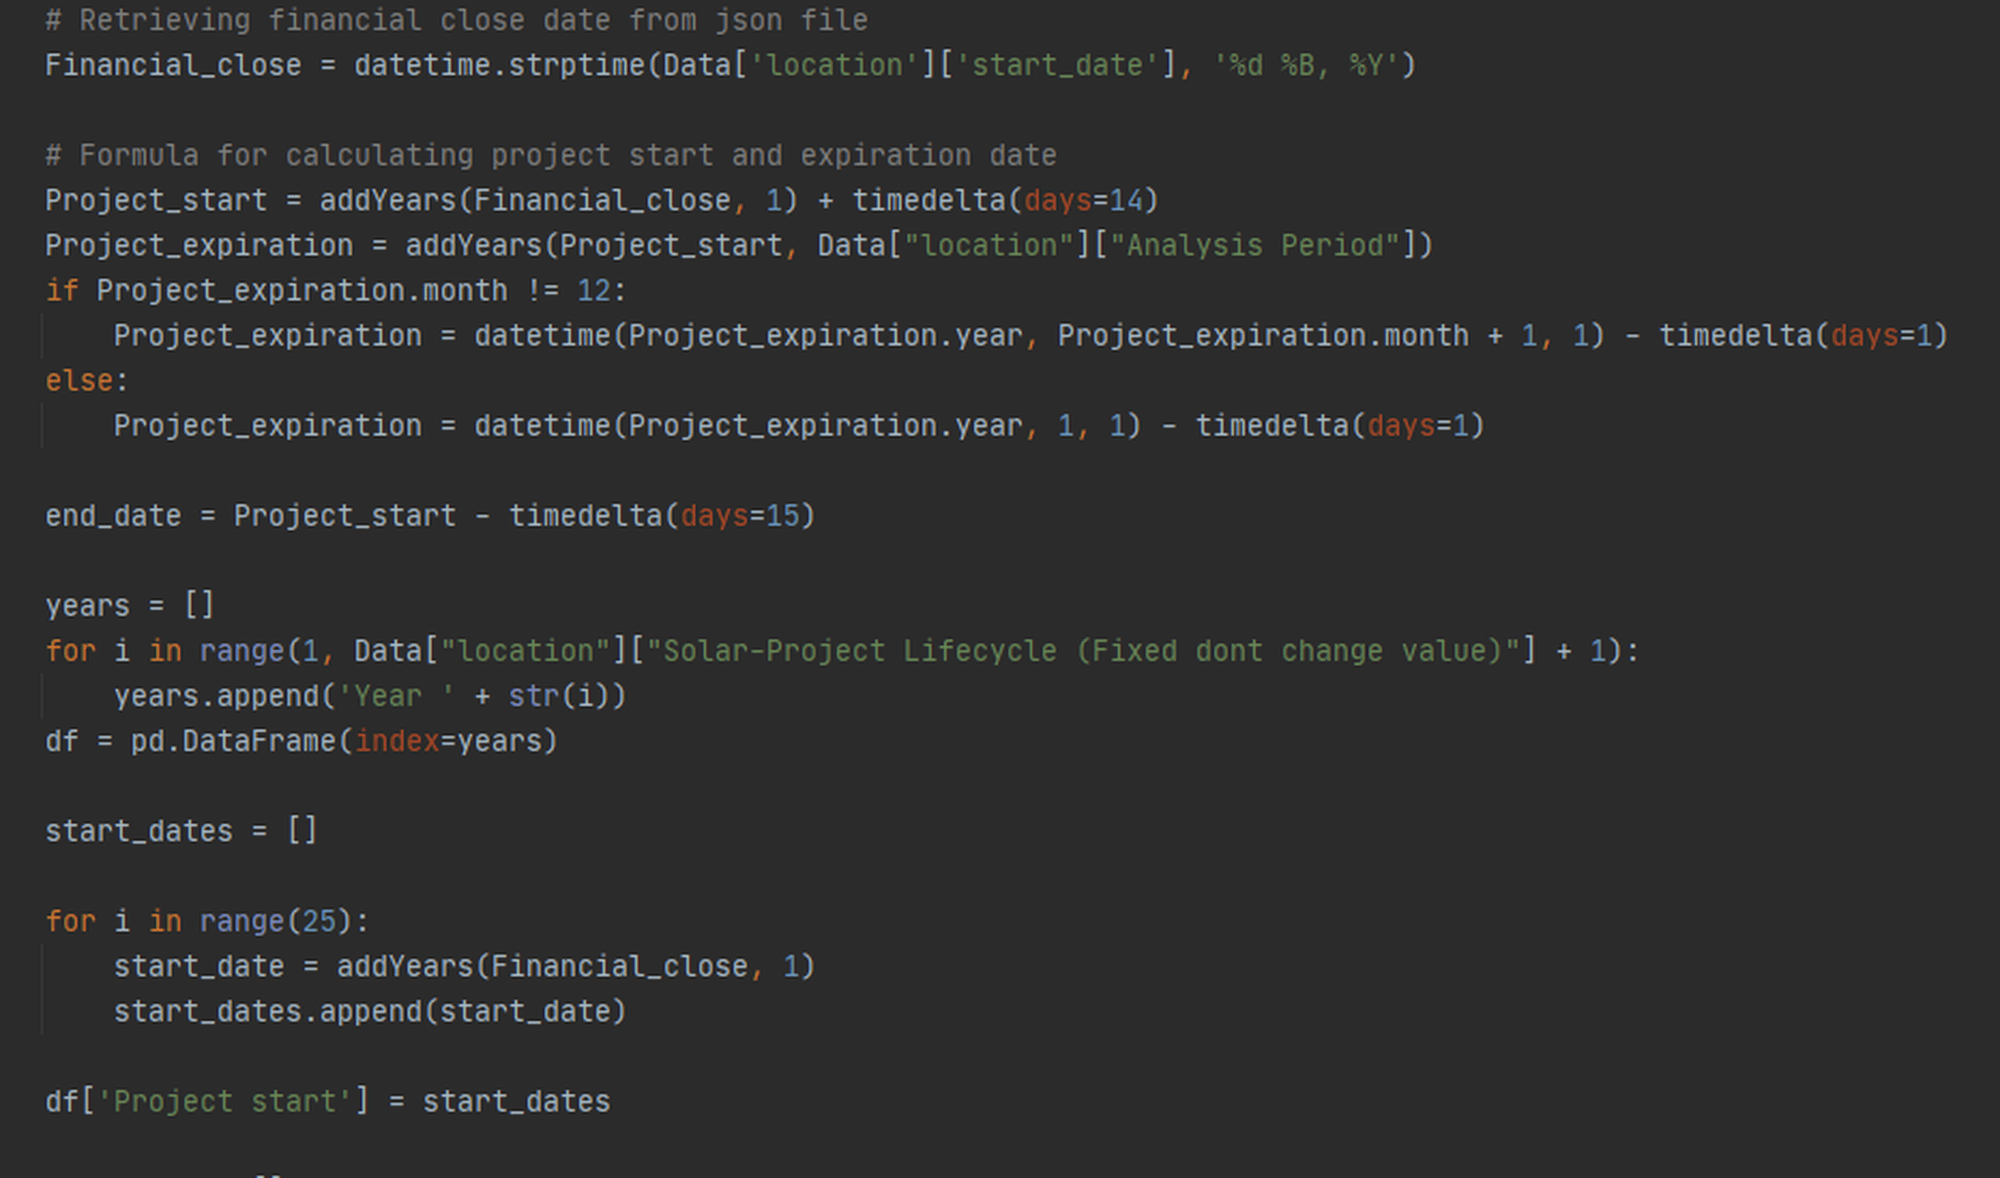 # Retrieving financial close date from json file
Financial_close = datetime.strptime(Data['location']['start_date'], '%d %B, %Y')
# Formula for calculating project start and expiration date
Project_start = addYears(Financial_close, 1) + timedelta(days=14)
Project_expiration = addYears(Project_start, Data["location"]["Analysis Period"])
if Project_expiration.month != 12:
    Project_expiration = datetime(Project_expiration.year, Project_expiration.month + 1, 1) - timedelta(days=1)
else:
    Project_expiration = datetime(Project_expiration.year, 1, 1) - timedelta(days=1)
end_date = Project_start - timedelta(days=15)
years = []
for i in range(1, Data["location"]["Solar-Project Lifecycle (Fixed dont change value)"] + 1):
    years.append('Year ' + str(i))
df = pd.DataFrame(index=years)
start_dates = []
for i in range(25):
    start_date = addYears(Financial_close, 1)
    start_dates.append(start_date)
df['Project start'] = start_dates